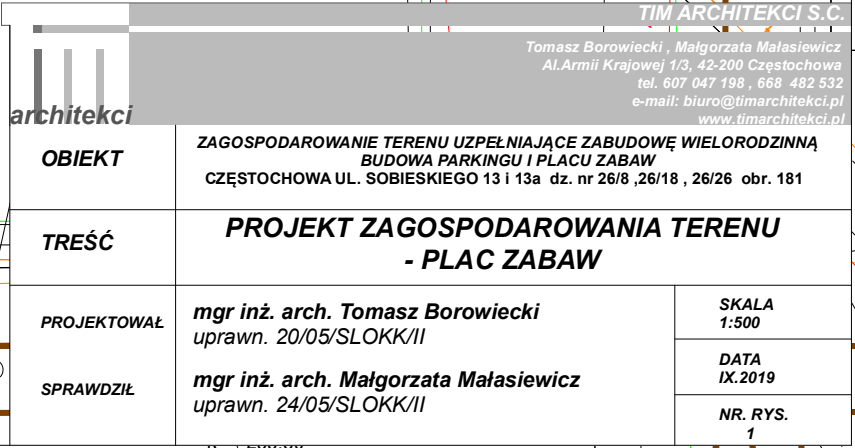 TIM ARCHITEKCI S.C.
Tomasz Borowiecki , Małgorzata Małasiewicz
Al.Armii Krajowej 1/3, 42-200 Częstochowa
tel. 607 047 198 , 668 482 532
e-mail: biuro@timarchitekci.pl
www.timarchitekci.pl
architekci
OBIEKT
ZAGOSPODAROWANIE TERENU UZPEŁNIAJĄCE ZABUDOWĘ WIELORODZINNĄ
BUDOWA PARKINGU I PLACU ZABAW
CZĘSTOCHOWA UL. SOBIESKIEGO 13 i 13a dz. nr 26/8 ,26/18 , 26/26 obr. 181
TREŚĆ
PROJEKT ZAGOSPODAROWANIA TERENU
- PLAC ZABAW
PROJEKTOWAŁ
mgr inż. arch. Tomasz Borowiecki
uprawn. 20/05/SLOKK/II
SPRAWDZIŁ
mgr inż. arch. Małgorzata Małasiewicz
uprawn. 24/05/SLOKK/II
SKALA
1:500
DATA
IX.2019
NR. RYS.
1